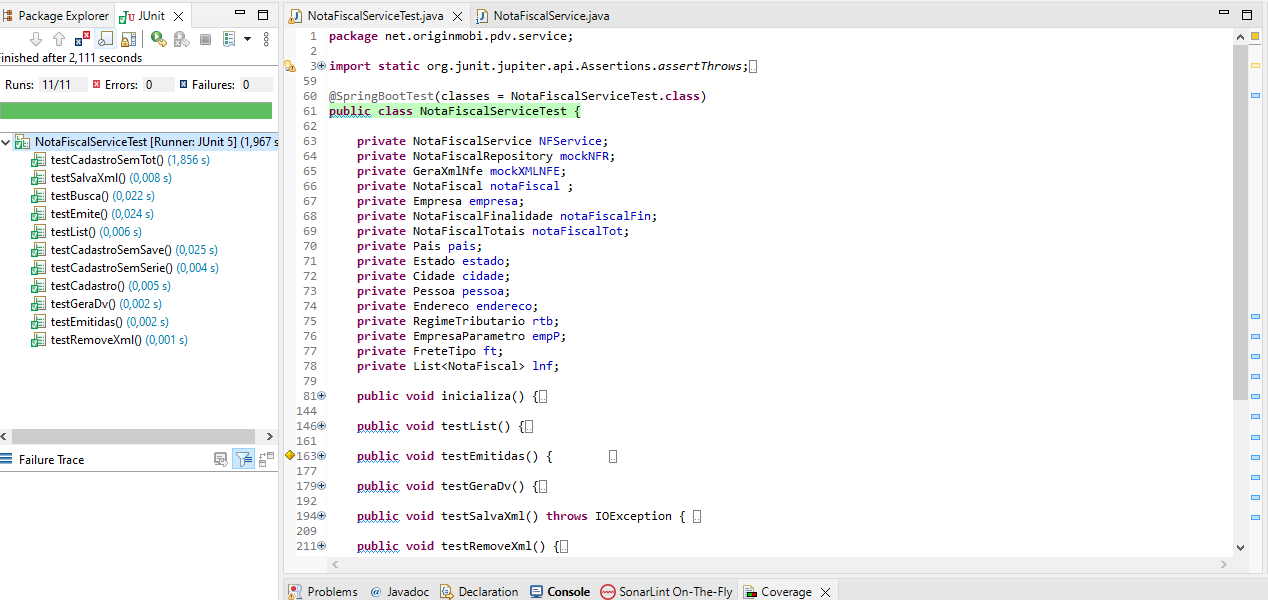 Package Explorer
JUnit
inished after 2,111 seconds
Runs: 11/11
Errors: 0
Failures: 0
NotaFiscalServiceTest [Runner: JUnit 5] (1,967 s
testCadastroSemTot() (1,856 s)
testSalvaXml() (0,008 s)
testBusca() (0,022 s)
testEmite() (0,024 s)
testList() (0,006 s)
testCadastroSemSave() (0,025 s)
testCadastroSemSerie() (0,004 s)
testCadastro() (0,005 s)
testGeraDv() (0,002 s)
testEmitidas() (0,002 s)
testRemoveXml() (0,001 s)
Failure Trace
NotaFiscalServiceTest.java
NotaFiscalService.java
1 package net.originmobi.pdv.service;
2
3 import static org.junit.jupiter.api.Assertions.assertThrows;
59
60 @SpringBootTest(classes = NotaFiscalServiceTest.class)
61 public class NotaFiscalServiceTest {
62
63 private NotaFiscalService NFService;
64 private NotaFiscalRepository mockNFR;
65 private GeraXmlNfe mockXMLNFE;
66 private NotaFiscal notaFiscal ;
67 private Empresa empresa;
68 private NotaFiscalFinalidade notaFiscalFin;
69 private NotaFiscalTotais notaFiscalTot;
70 private Pais pais;
71 private Estado estado;
72 private Cidade cidade;
73 private Pessoa pessoa;
74 private Endereco endereco;
75 private RegimeTributario rtb;
76 private EmpresaParametro empP;
77 private FreteTipo ft;
78 private List<NotaFiscal> lnf;
79
81 public void inicializa() {
144
146 public void testList() {
161
163 public void testEmitidas() {
177
179 public void testGeraDv() {
192
194 public void testSalvaXml() throws IOException {
209
211 public void testRemoveXml() {
Problems
@ Javadoc
Declaration
Console
SonarLint On-The-Fly
Coverage